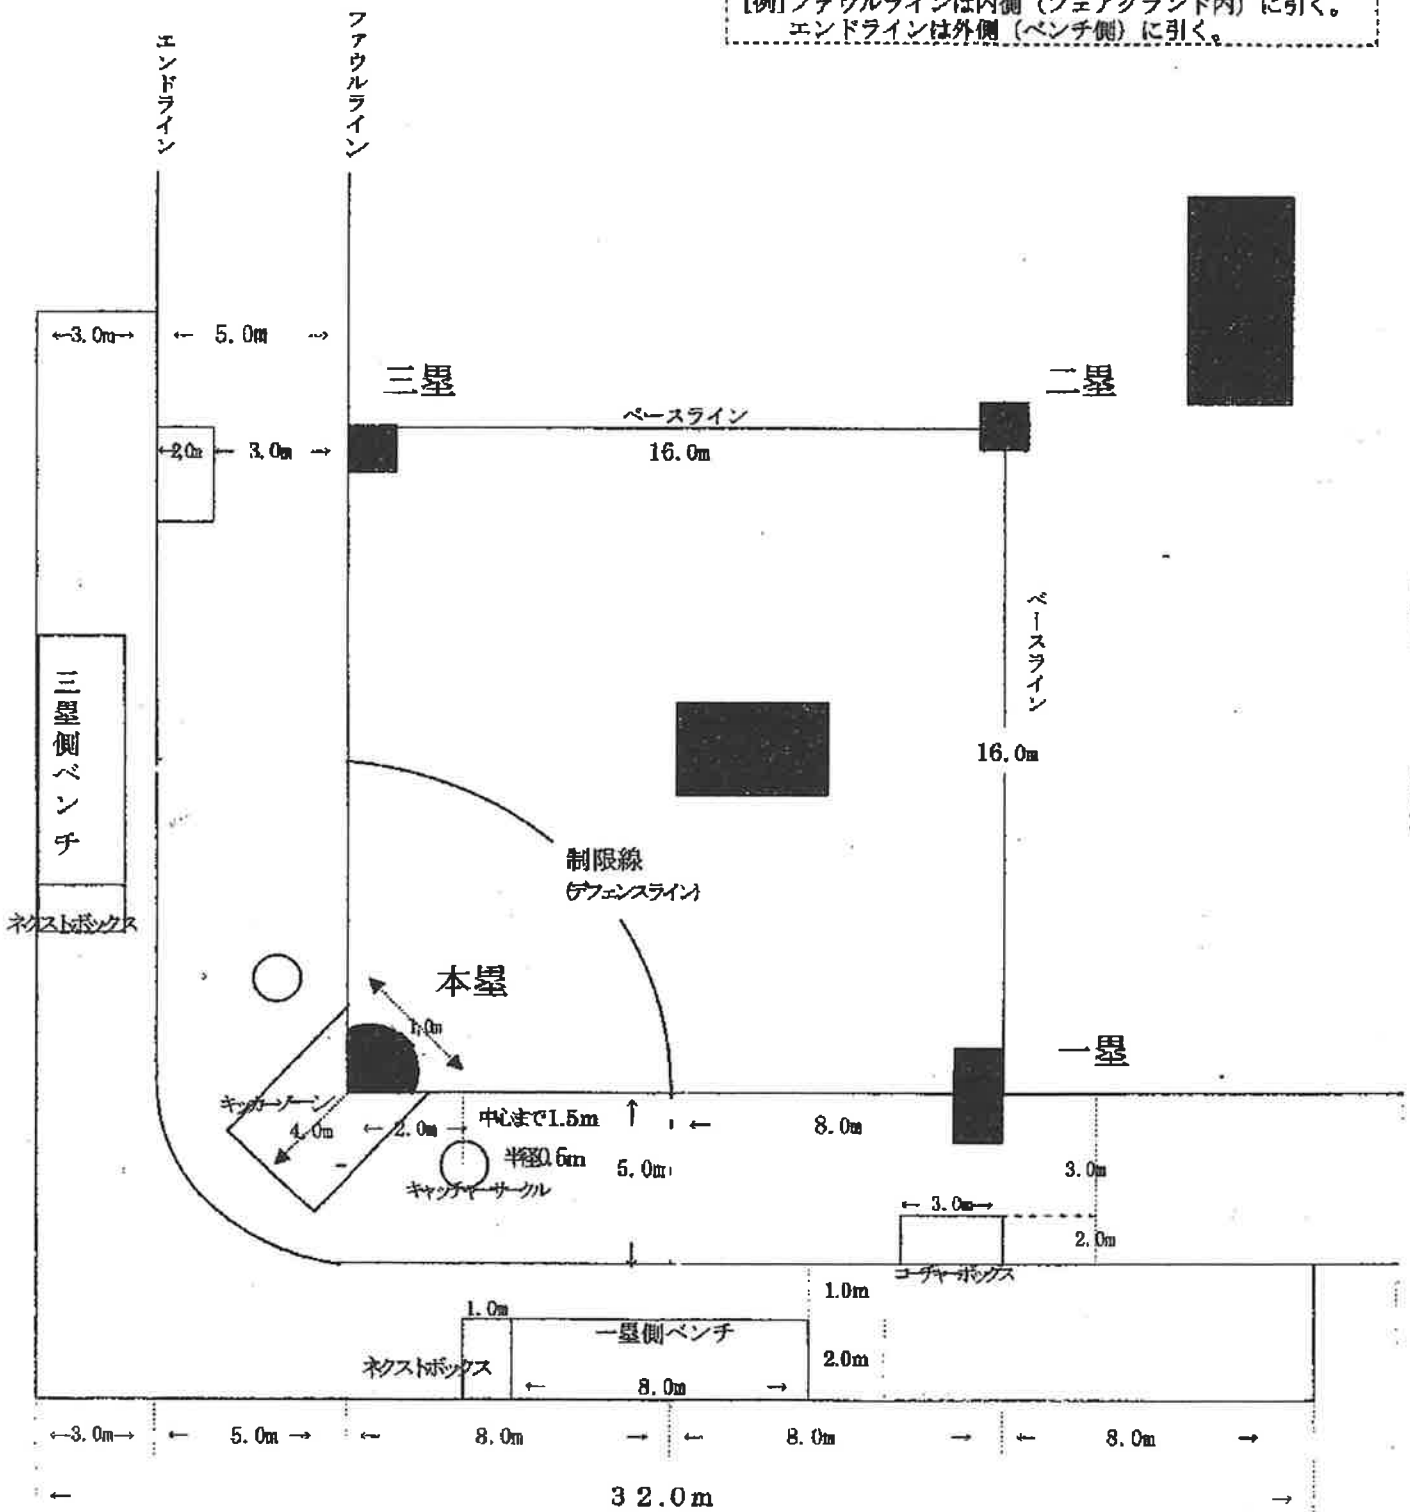 [例]ファウルラインは内側（フェアグランド内）に引く。
エンドラインは外側（ベンチ側）に引く。
エンドライン
ファウルライン
←3.0m→
← 5.0m →
三塁
二塁
ベースライン
16.0m
←2.0m
← 3.0m →
ベースライン
16.0m
三塁側ベンチ
ネクストボックス
制限線
(デフェンスライン)
本塁
1.0m
一塁
キッカーゾーン
4.0m
← 2.0m →
中心まで1.5m
半径0.5m
キャッチャーサークル
↑
5.0m
↓
← 8.0m
3.0m
← 3.0m→
2.0m
コーチャーボックス
1.0m
1.0m
一塁側ベンチ
2.0m
ネクストボックス
← 8.0m →
←3.0m→
← 5.0m →
← 8.0m →
← 8.0m →
← 8.0m →
← 32.0m →